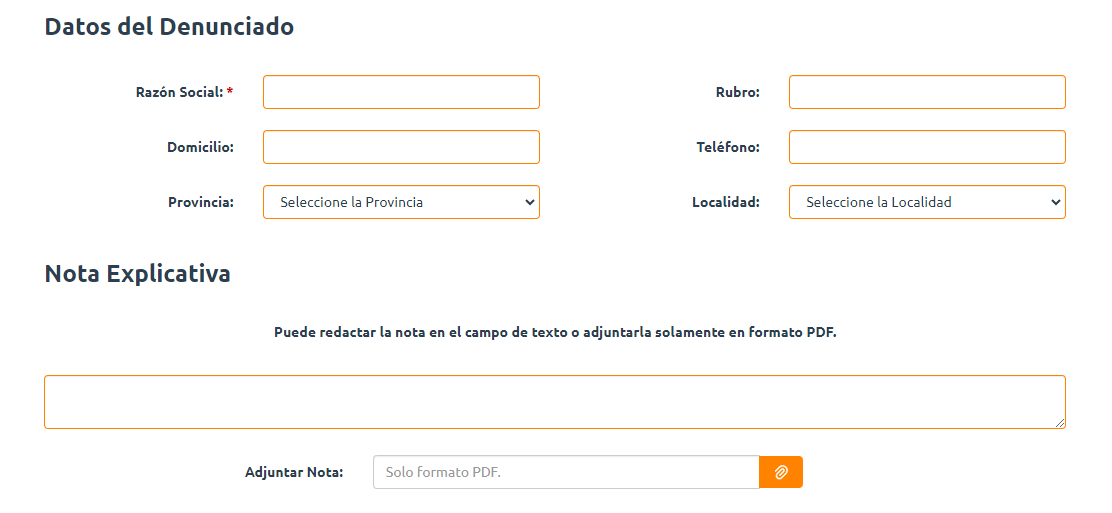 Datos del Denunciado
Razón Social: *
Rubro:
Domicilio:
Teléfono:
Provincia: Seleccione la Provincia
Localidad: Seleccione la Localidad
Nota Explicativa
Puede redactar la nota en el campo de texto o adjuntarla solamente en formato PDF.
Adjuntar Nota: Solo formato PDF.